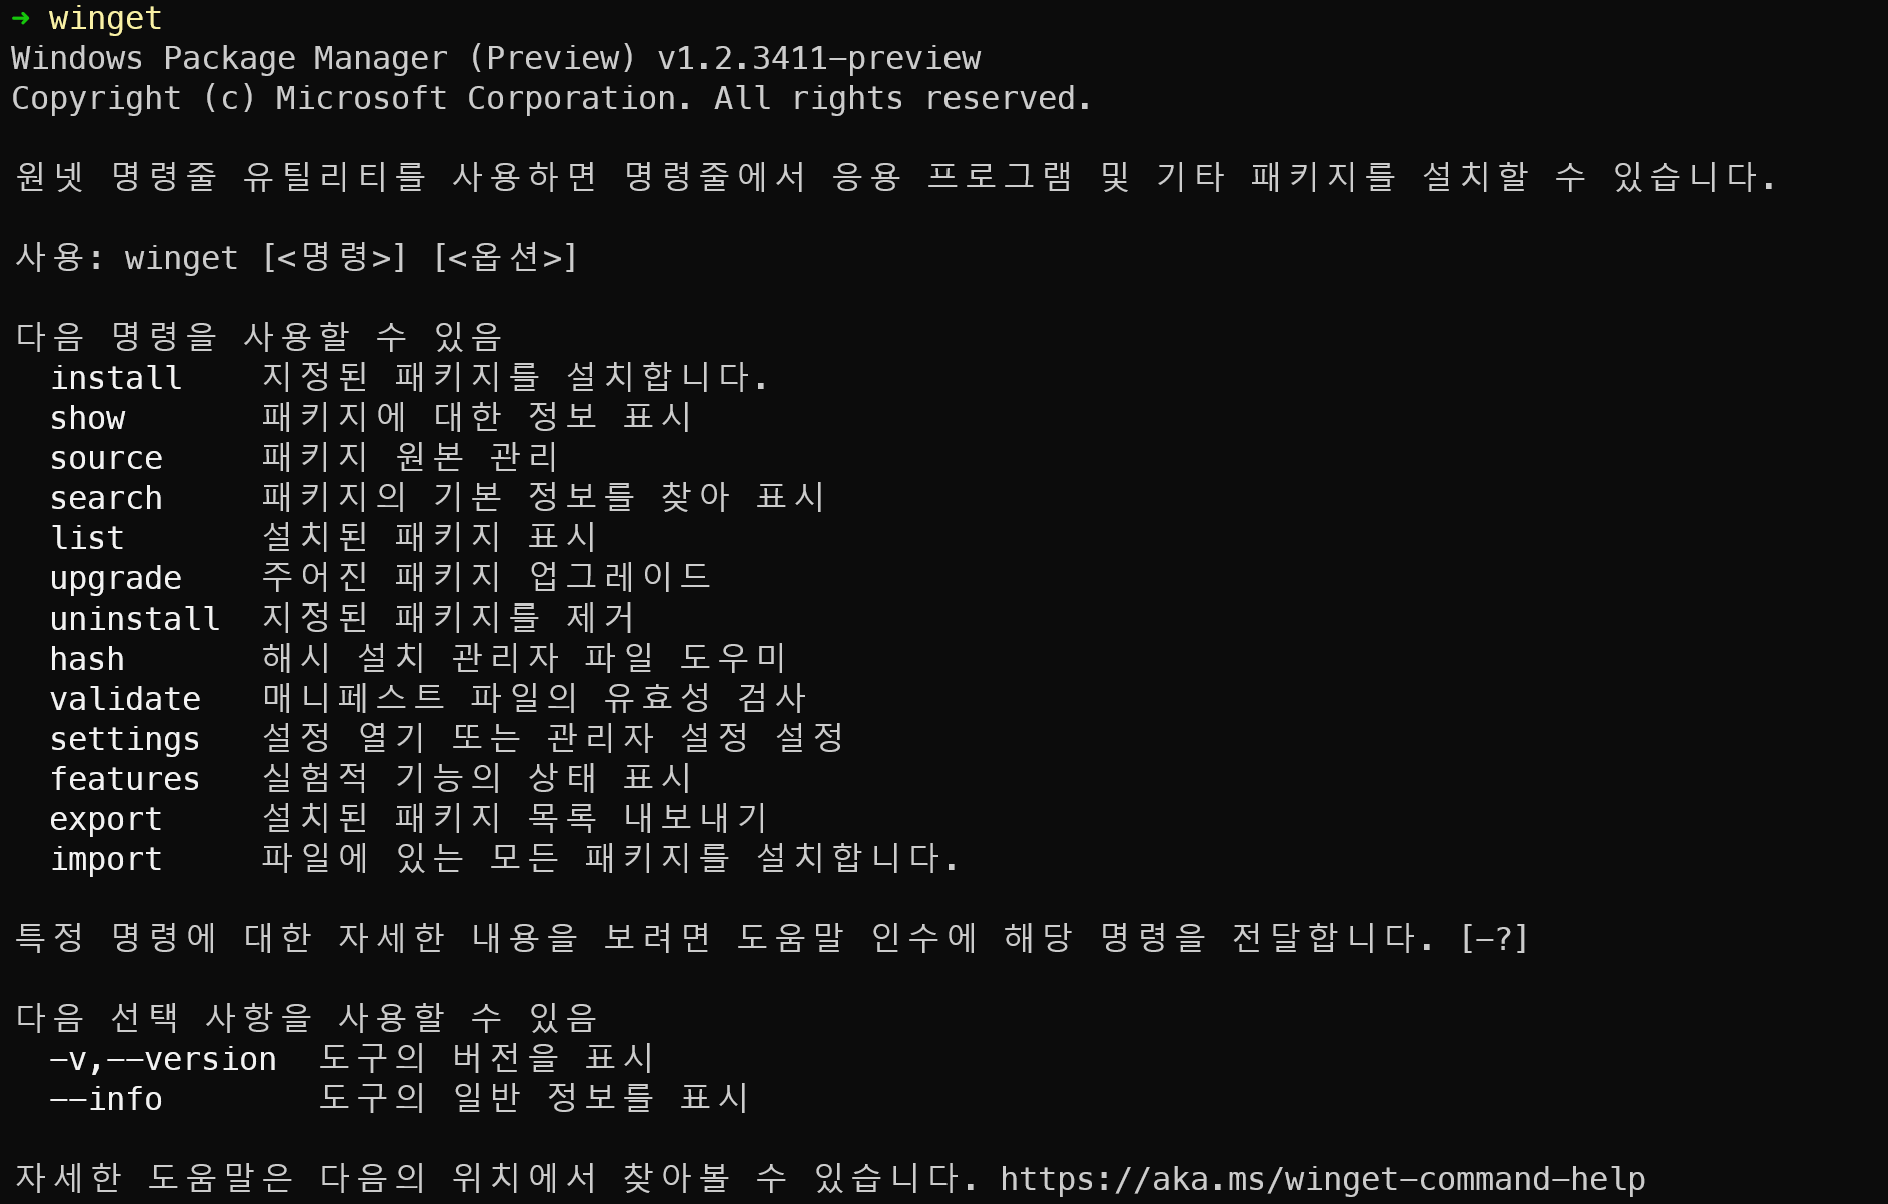 ➜ winget
Windows Package Manager (Preview) v1.2.3411-preview
Copyright (c) Microsoft Corporation. All rights reserved.
원넷 명령줄 유틸리티를 사용하면 명령줄에서 응용 프로그램 및 기타 패키지를 설치할 수 있습니다.
사용: winget [<명령>] [<옵션>]
다음 명령을 사용할 수 있음
install 지정된 패키지를 설치합니다.
show 패키지에 대한 정보 표시
source 패키지 원본 관리
search 패키지의 기본 정보를 찾아 표시
list 설치된 패키지 표시
upgrade 주어진 패키지 업그레이드
uninstall 지정된 패키지를 제거
hash 해시 설치 관리자 파일 도우미
validate 매니페스트 파일의 유효성 검사
settings 설정 열기 또는 관리자 설정 설정
features 실험적 기능의 상태 표시
export 설치된 패키지 목록 내보내기
import 파일에 있는 모든 패키지를 설치합니다.
특정 명령에 대한 자세한 내용을 보려면 도움말 인수에 해당 명령을 전달합니다. [-?]
다음 선택 사항을 사용할 수 있음
-v,--version 도구의 버전을 표시
--info 도구의 일반 정보를 표시
자세한 도움말은 다음의 위치에서 찾아볼 수 있습니다. https://aka.ms/winget-command-help